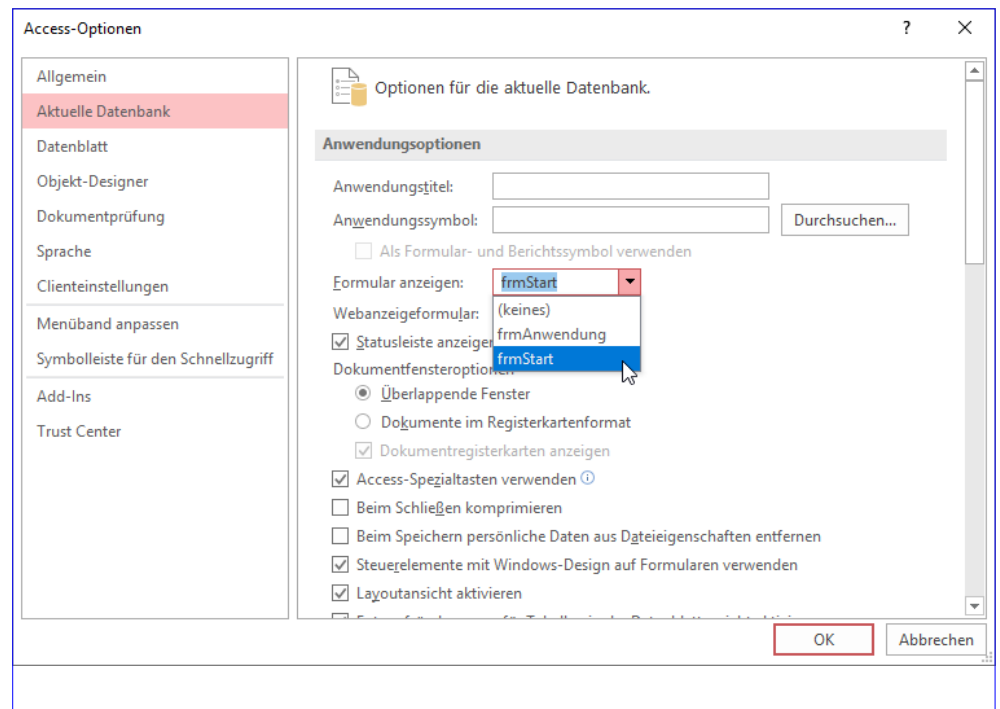 Access-Optionen ?
Allgemein
Aktuelle Datenbank
Datenblatt
Objekt-Designer
Dokumentprüfung
Sprache
Clienteinstellungen
Menüband anpassen
Symbolleiste für den Schnellzugriff
Add-Ins
Trust Center
Optionen für die aktuelle Datenbank.
Anwendungsoptionen
Anwendungstitel:
Anwendungssymbol: Durchsuchen...
Als Formular- und Berichtssymbol verwenden
Formular anzeigen: frmStart
(keines)
frmAnwendung
frmStart
Webanzeigeformular:
Statusleiste anzeigen
Dokumentfensteroptionen
Überlappende Fenster
Dokumente im Registerkartenformat
Dokumentregisterkarten anzeigen
Access-Spezialtasten verwenden
Beim Schließen komprimieren
Beim Speichern persönliche Daten aus Dateieigenschaften entfernen
Steuerelemente mit Windows-Design auf Formularen verwenden
Layoutansicht aktivieren
OK Abbrechen